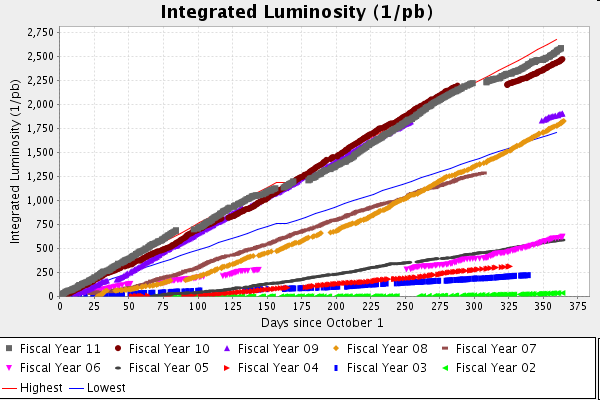 Integrated Luminosity (1/pb)
Integrated Luminosity (1/pb)
2,750
2,500
2,250
2,000
1,750
1,500
1,250
1,000
750
500
250
0
0 25 50 75 100 125 150 175 200 225 250 275 300 325 350 375
Days since October 1
Fiscal Year 11 Fiscal Year 10 Fiscal Year 09 Fiscal Year 08 Fiscal Year 07
Fiscal Year 06 Fiscal Year 05 Fiscal Year 04 Fiscal Year 03 Fiscal Year 02
Highest Lowest